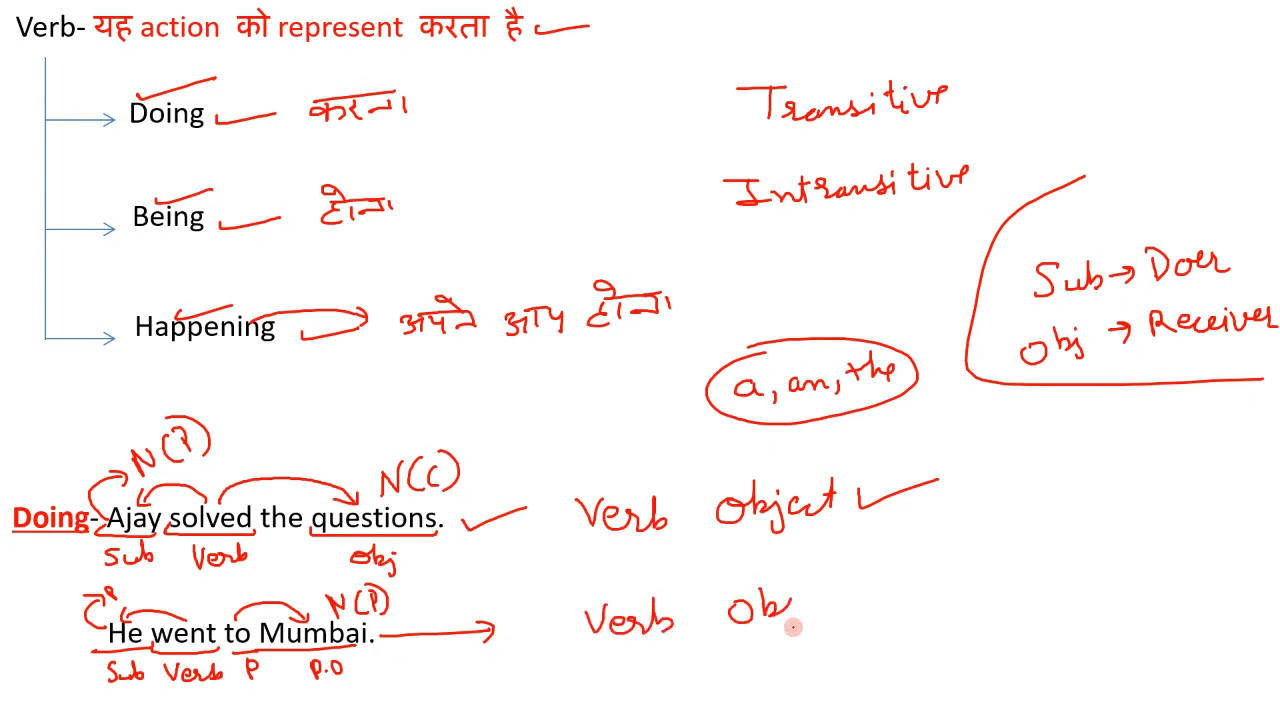 Verb- यह action को represent करता है
Doing करना
Transitive
Being होना
Intransitive
Happening अपने आप होना
Sub → Doer
Obj → Receiver
a, an, the
N(P) N(C)
Doing- Ajay solved the questions. Verb Object
Sub Verb Obj
P N(P)
He went to Mumbai. Verb Ob
Sub Verb P P.O